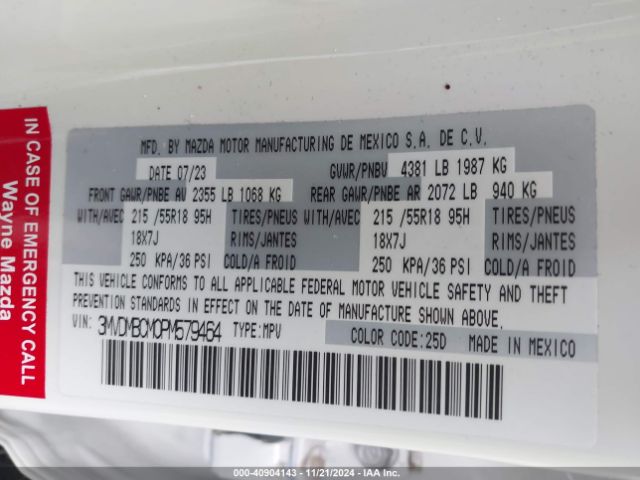 IN CASE OF EMERGENCY CALL
Wayne Mazda
MFD. BY MAZDA MOTOR MANUFACTURING DE MEXICO S.A. DE C.V.
DATE 07/23 GVWR/PNBV 4381 LB 1987 KG
FRONT GAWR/PNBE AV 2355 LB 1068 KG REAR GAWR/PNBE AR 2072 LB 940 KG
WITH/AVEC 215 /55R18 95H TIRES/PNEUS WITH/AVEC 215 /55R18 95H TIRES/PNEUS
18X7J RIMS/JANTES 18X7J RIMS/JANTES
250 KPA/36 PSI COLD/A FROID 250 KPA/36 PSI COLD/A FROID
THIS VEHICLE CONFORMS TO ALL APPLICABLE FEDERAL MOTOR VEHICLE SAFETY AND THEFT
PREVENTION STANDARDS IN EFFECT ON THE DATE OF MANUFACTURE SHOWN ABOVE.
VIN: 3MVDMBCM0PM579464 TYPE:MPV COLOR CODE:25D MADE IN MEXICO
000-40904143 - 11/21/2024 - IAA Inc.